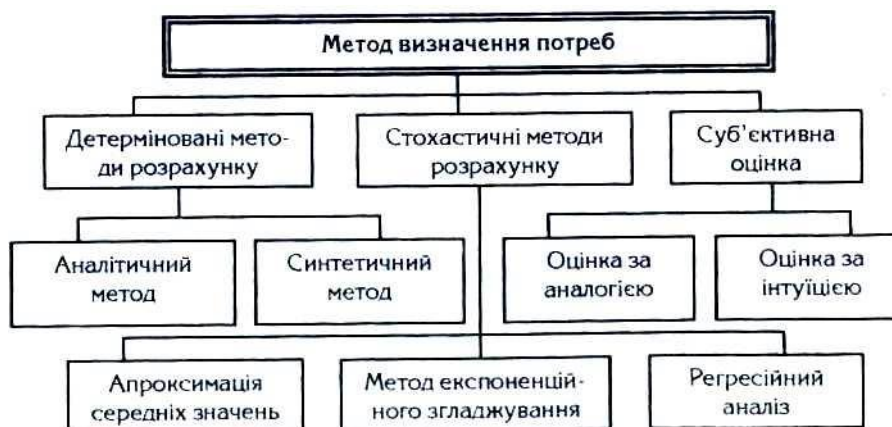 Метод визначення потреб
Детерміновані мето-
ди розрахунку
Стохастичні методи
розрахунку
Суб’єктивна
оцінка
Аналітичний
метод
Синтетичний
метод
Оцінка за
аналогією
Оцінка за
інтуїцією
Апроксимація
середніх значень
Метод експоненцій-
ного згладжування
Регресійний
аналіз